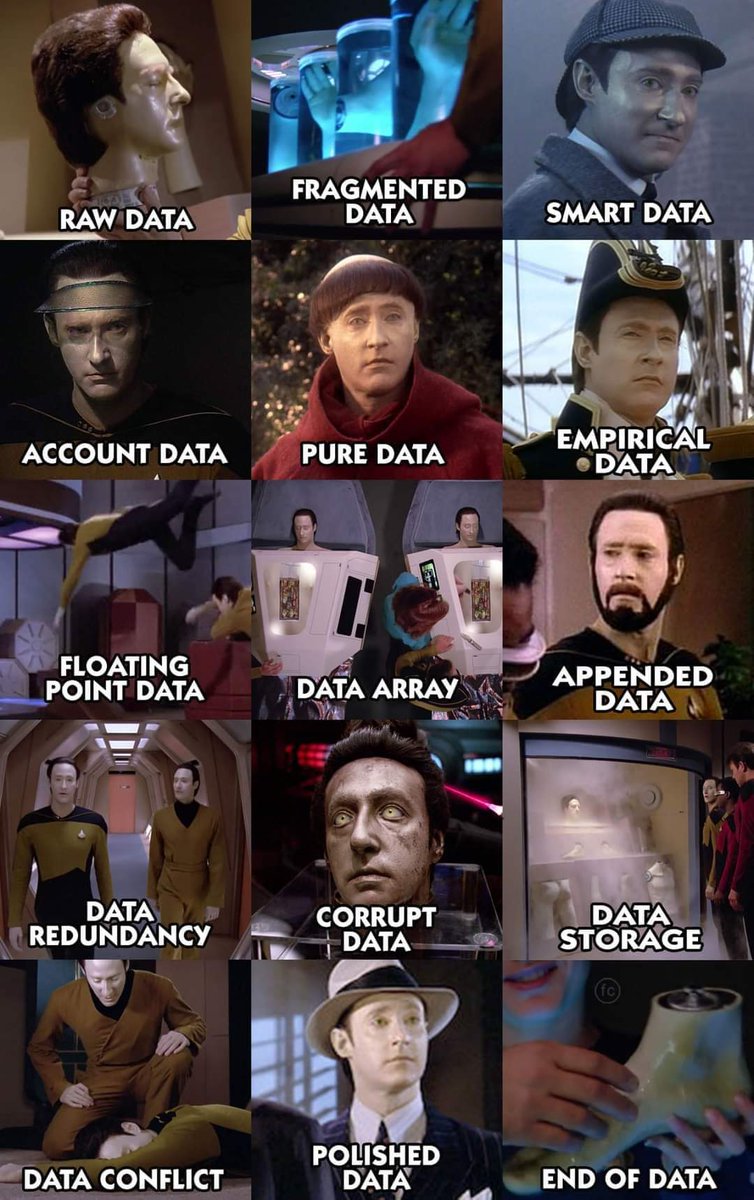 RAW DATA
FRAGMENTED
DATA
SMART DATA
ACCOUNT DATA
PURE DATA
EMPIRICAL
DATA
FLOATING
POINT DATA
DATA ARRAY
APPENDED
DATA
DATA
REDUNDANCY
CORRUPT
DATA
DATA
STORAGE
DATA CONFLICT
POLISHED
DATA
fc
END OF DATA